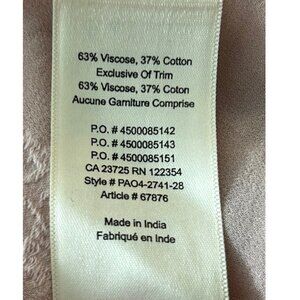 63% Viscose, 37% Cotton
Exclusive Of Trim
63% Viscose, 37% Coton
Aucune Garniture Comprise
P.O. # 4500085142
P.O. # 4500085143
P.O. # 4500085151
CA 23725 RN 122354
Style # PAO4-2741-28
Article # 67876
Made in India
Fabriqué en Inde